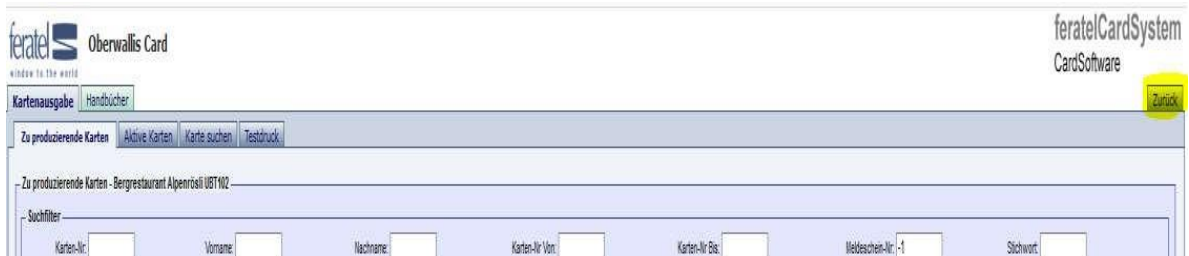 feratel
window to the world
Oberwallis Card
feratelCardSystem
CardSoftware
Kartenausgabe Handbücher Zurück
Zu produzierende Karten Aktive Karten Karte suchen Testdruck
Zu produzierende Karten - Bergrestaurant Alpenrösli UBT102
Suchfilter
Karten-Nr: Vorname: Nachname: Karten-Nr Von: Karten-Nr Bis: Meldeschein-Nr: -1 Stichwort: